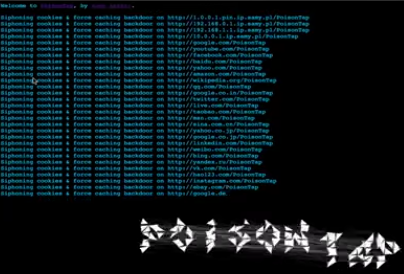 Welcome to PoisonTap, by samy kamkar.
Siphoning cookies & force caching backdoor on http://1.0.0.1.pin.ip.samy.pl/PoisonTap
Siphoning cookies & force caching backdoor on http://192.168.0.1.ip.samy.pl/PoisonTap
Siphoning cookies & force caching backdoor on http://192.168.1.1.ip.samy.pl/PoisonTap
Siphoning cookies & force caching backdoor on
Siphoning cookies & force caching backdoor on http://google.com/PoisonTap
Siphoning cookies & force caching backdoor on http://youtube.com/PoisonTap
Siphoning cookies & force caching backdoor on http://facebook.com/PoisonTap
Siphoning cookies & force caching backdoor on http://baidu.com/PoisonTap
Siphoning cookies & force caching backdoor on http://yahoo.com/PoisonTap
Siphoning cookies & force caching backdoor on http://amazon.com/PoisonTap
Siphoning cookies & force caching backdoor on http://wikipedia.org/PoisonTap
Siphoning cookies & force caching backdoor on http://qq.com/PoisonTap
Siphoning cookies & force caching backdoor on http://google.co.in/PoisonTap
Siphoning cookies & force caching backdoor on http://twitter.com/PoisonTap
Siphoning cookies & force caching backdoor on http://live.com/PoisonTap
Siphoning cookies & force caching backdoor on http://taobao.com/PoisonTap
Siphoning cookies & force caching backdoor on http://msn.com/PoisonTap
Siphoning cookies & force caching backdoor on http://sina.com.cn/PoisonTap
Siphoning cookies & force caching backdoor on http://yahoo.co.jp/PoisonTap
Siphoning cookies & force caching backdoor on http://google.co.jp/PoisonTap
Siphoning cookies & force caching backdoor on http://linkedin.com/PoisonTap
Siphoning cookies & force caching backdoor on http://weibo.com/PoisonTap
Siphoning cookies & force caching backdoor on http://bing.com/PoisonTap
Siphoning cookies & force caching backdoor on http://yandex.ru/PoisonTap
Siphoning cookies & force caching backdoor on http://vk.com/PoisonTap
Siphoning cookies & force caching backdoor on http://hao123.com/PoisonTap
Siphoning cookies & force caching backdoor on http://instagram.com/PoisonTap
Siphoning cookies & force caching backdoor on http://ebay.com/PoisonTap
Siphoning cookies & force caching backdoor on http://google.de
POISONTAP